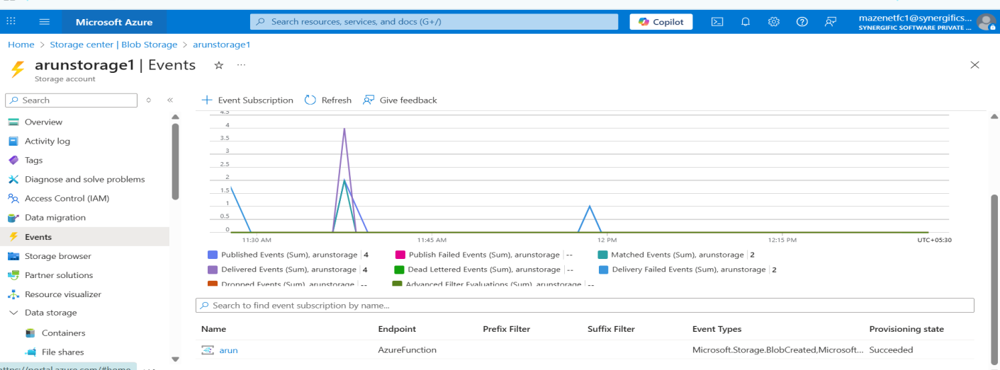 Microsoft Azure
Search resources, services, and docs (G+/)
Copilot
mazenetfc1@synergifics...
SYNERGIFIC SOFTWARE PRIVATE ...
Home > Storage center | Blob Storage > arunstorage1
arunstorage1 | Events
Storage account
Search
+ Event Subscription Refresh Give feedback
Overview
Activity log
Tags
Diagnose and solve problems
Access Control (IAM)
Data migration
Events
Storage browser
Partner solutions
Resource visualizer
Data storage
Containers
File shares
4.5
4
3.5
3
2.5
2
1.5
1
0.5
0
11:30 AM 11:45 AM 12 PM 12:15 PM UTC+05:30
Published Events (Sum), arunstorage | 4 Publish Failed Events (Sum), arunstorage | -- Matched Events (Sum), arunstorage | 2
Delivered Events (Sum), arunstorage | 4 Dead Lettered Events (Sum), arunstorage | -- Delivery Failed Events (Sum), arunstorage | 2
Dropped Events (Sum), arunstorage | -- Advanced Filter Evaluations (Sum), arunstorage | --
Search to find event subscription by name...
Name Endpoint Prefix Filter Suffix Filter Event Types Provisioning state
arun AzureFunction Microsoft.Storage.BlobCreated,Microsoft... Succeeded
https://portal.azure.com/#home